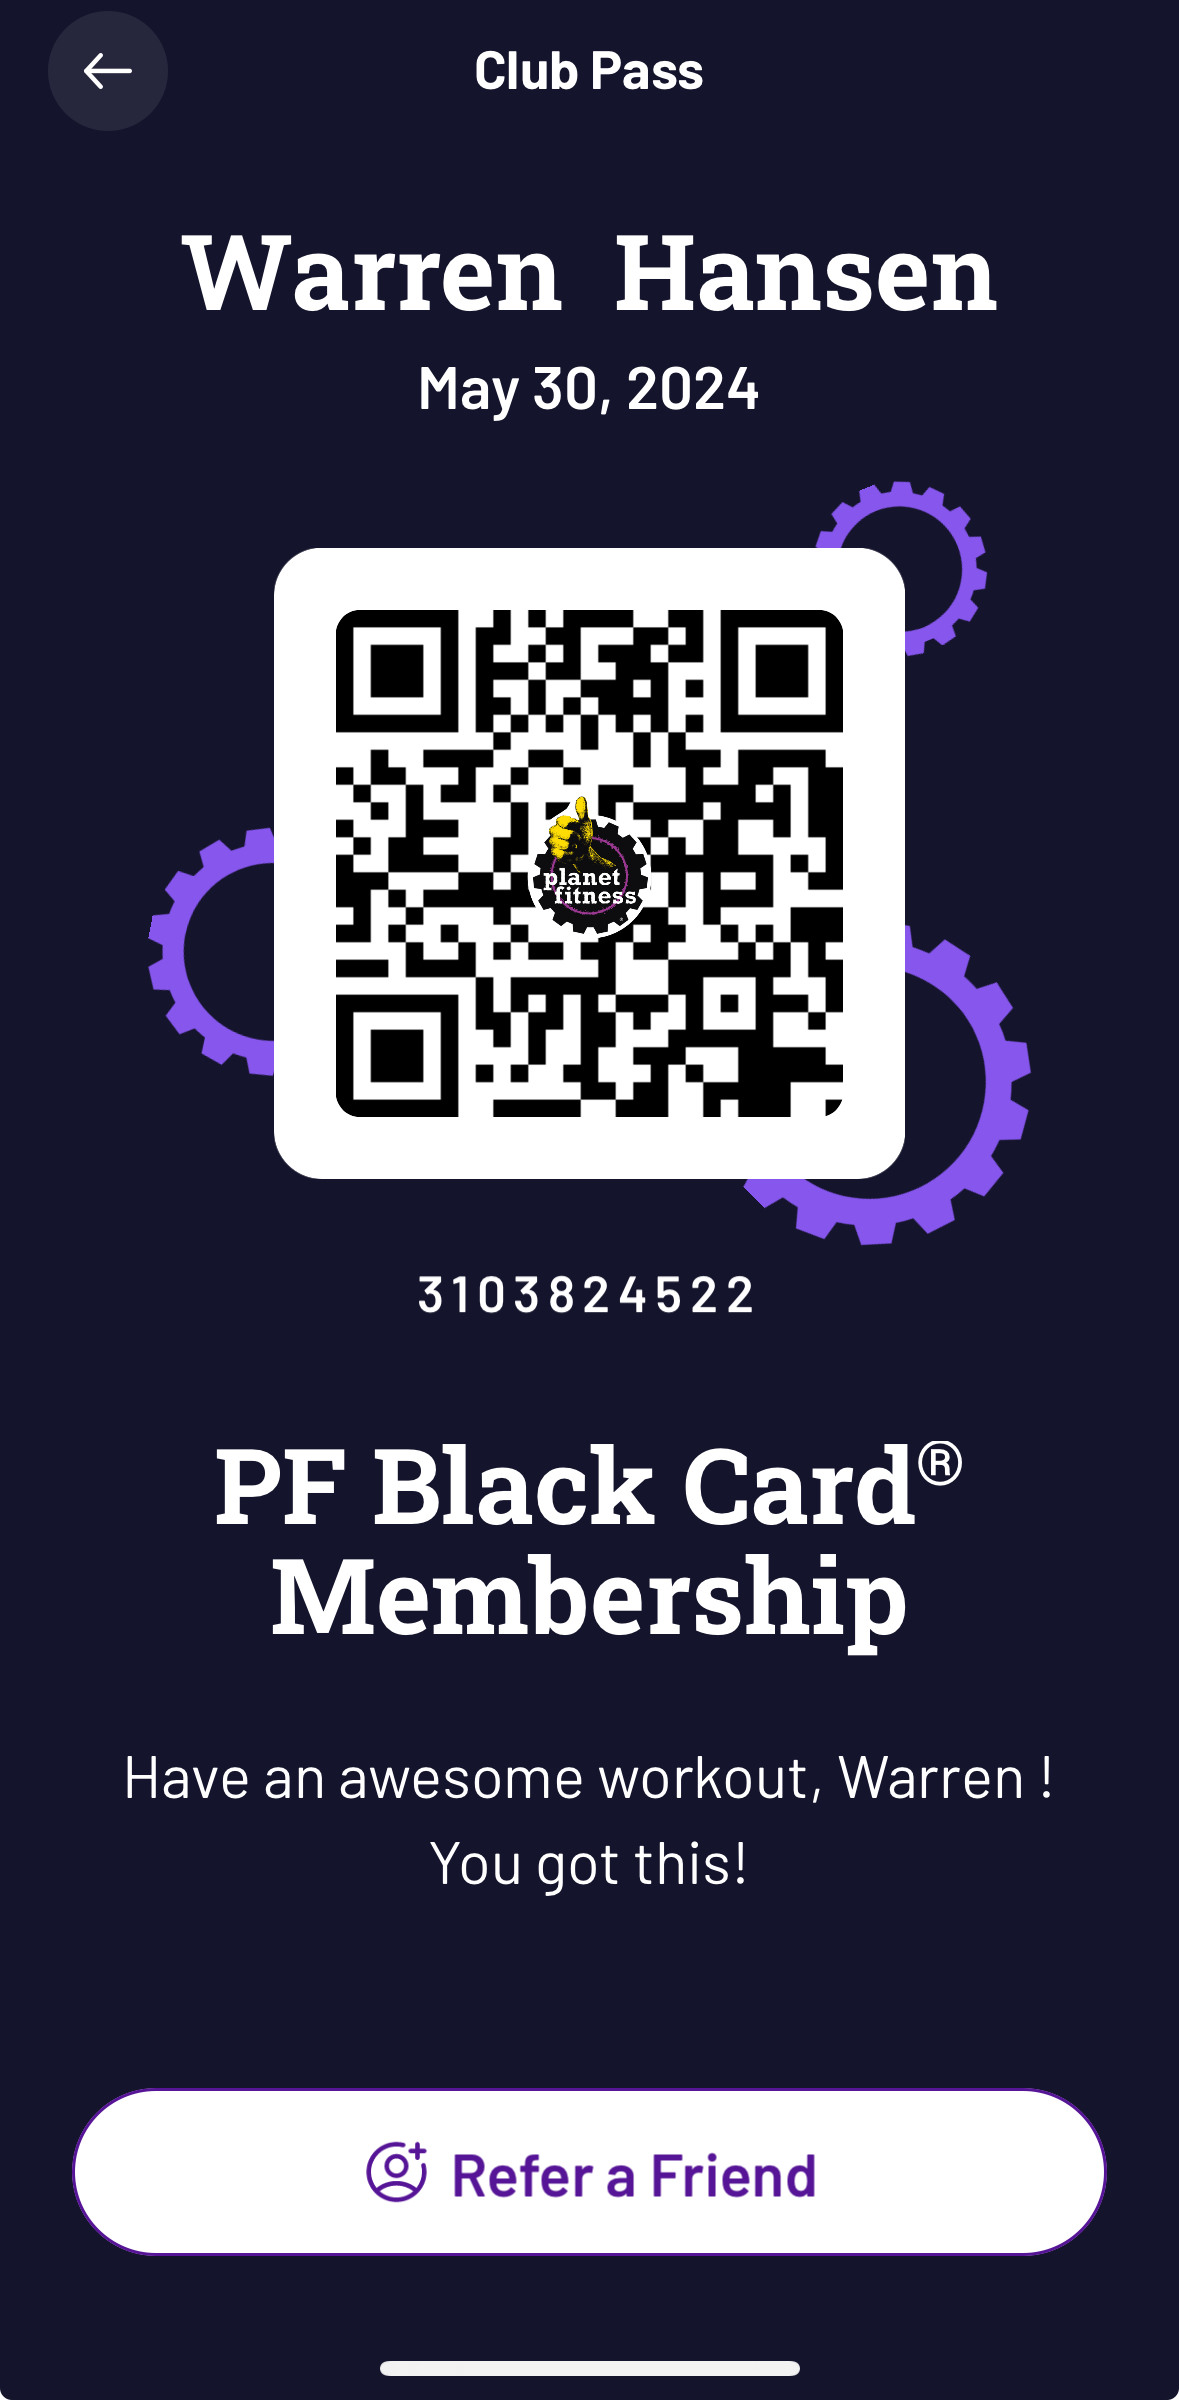 Club Pass
Warren Hansen
May 30, 2024
planet
fitness
3103824522
PF Black Card®
Membership
Have an awesome workout, Warren !
You got this!
Refer a Friend